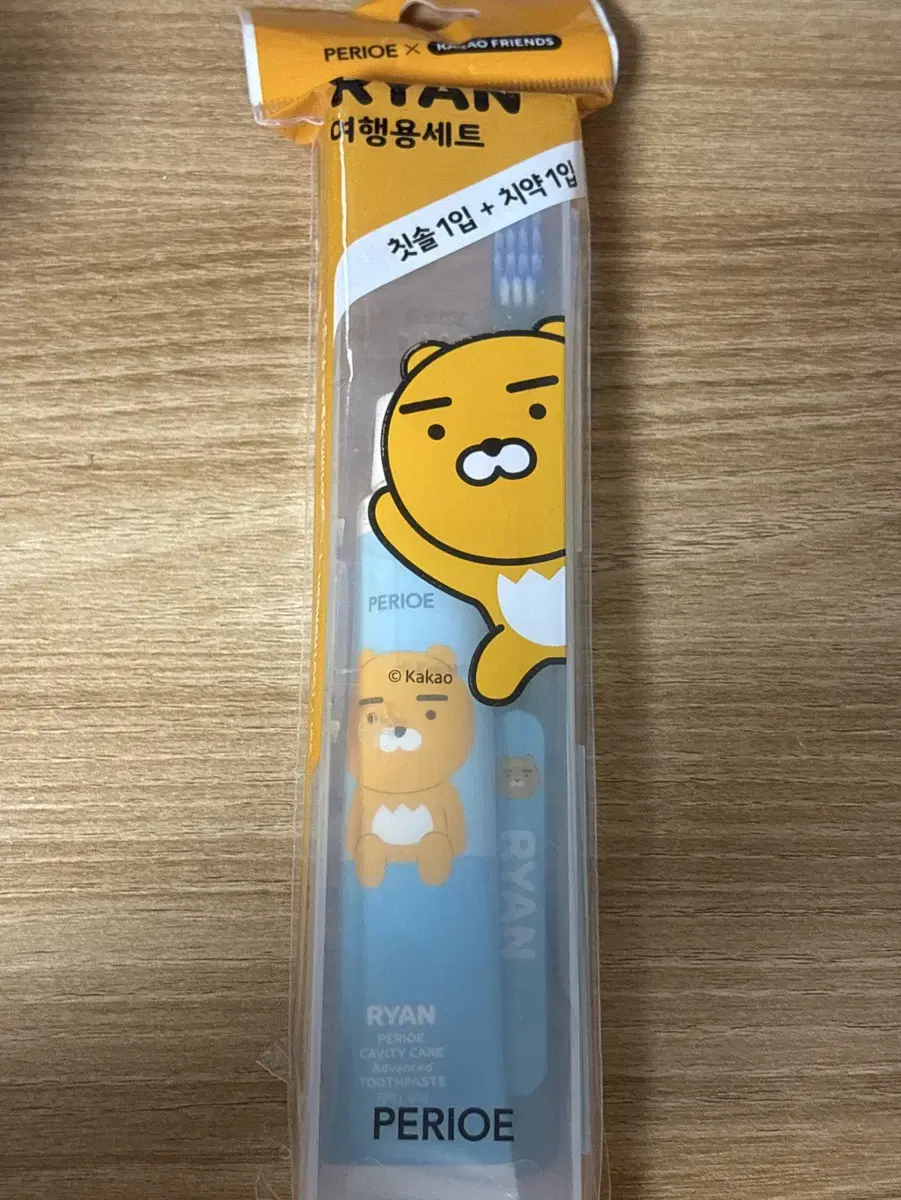 PERIOE × KAKAO FRIENDS
RYAN
여행용세트
칫솔1입 + 치약1입
PERIOE
© Kakao
RYAN
RYAN
PERIOE
CAVITY CARE
Advanced
TOOTHPASTE
PERIOE